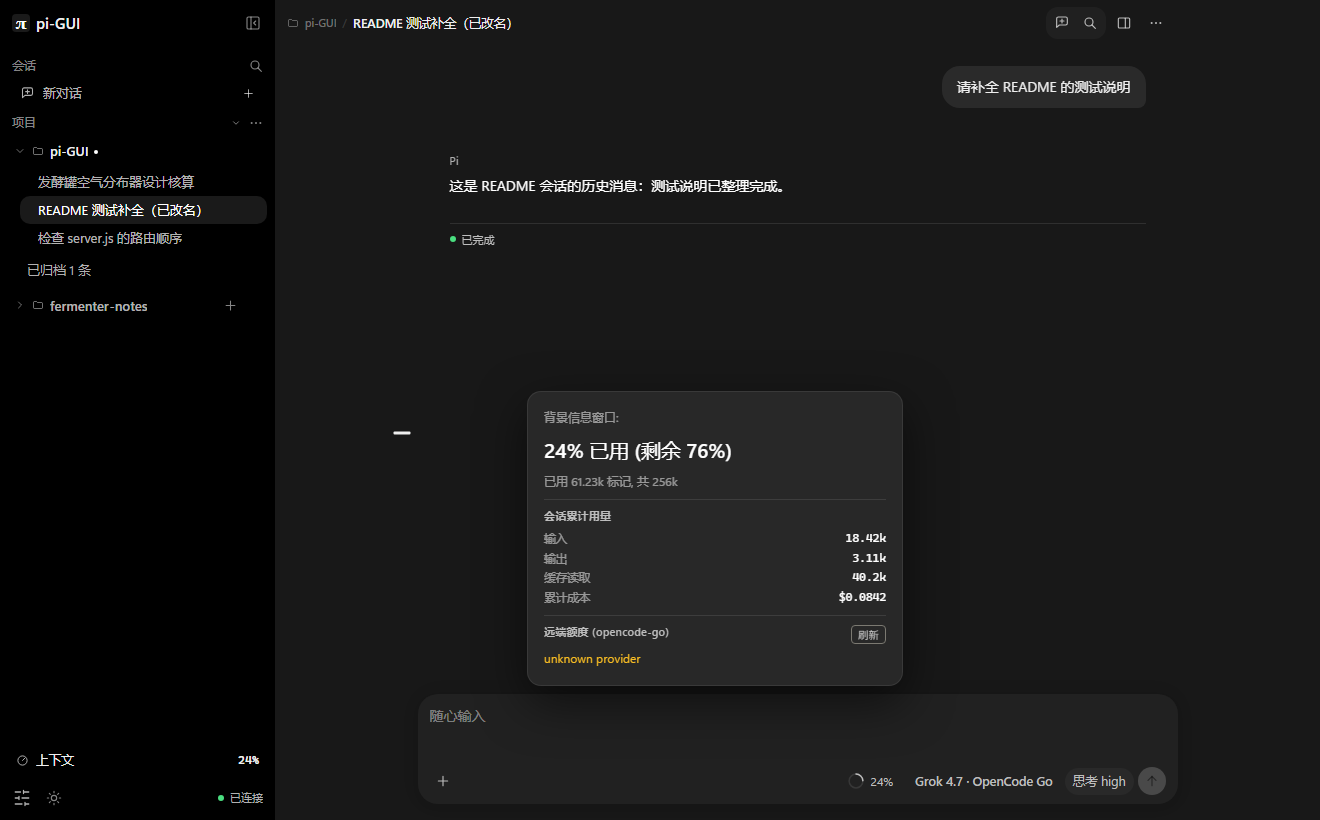 π pi-GUI
会话
新对话
项目
pi-GUI
发酵罐空气分布器设计核算
README 测试补全（已改名）
检查 server.js 的路由顺序
已归档 1 条
fermenter-notes
上下文 24%
已连接
pi-GUI / README 测试补全（已改名）
请补全 README 的测试说明
Pi
这是 README 会话的历史消息：测试说明已整理完成。
已完成
背景信息窗口:
24% 已用 (剩余 76%)
已用 61.23k 标记, 共 256k
会话累计用量
输入 18.42k
输出 3.11k
缓存读取 40.2k
累计成本 $0.0842
远端额度 (opencode-go) 刷新
unknown provider
随心输入
24% Grok 4.7 · OpenCode Go 思考 high